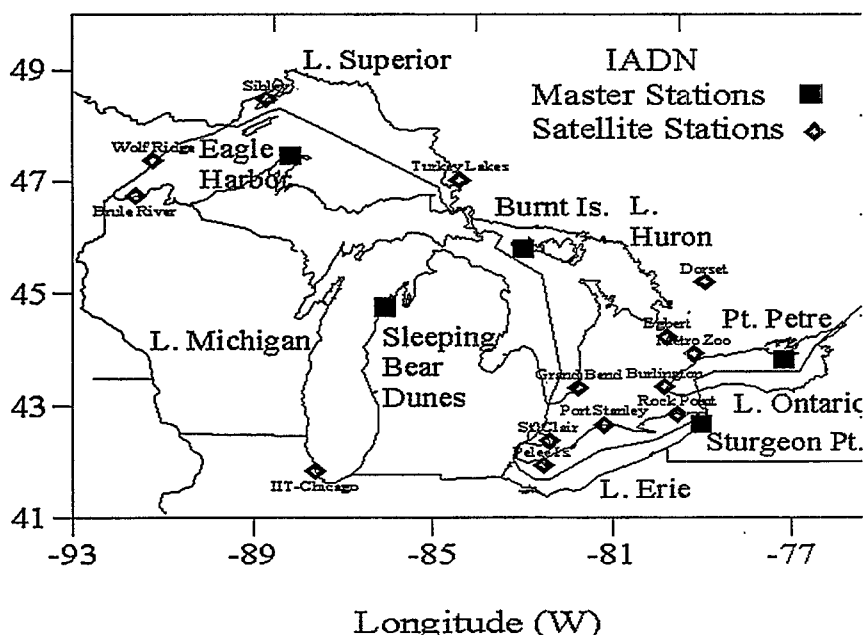 L. Superior
IADN
Master Stations
Satellite Stations
49
Sibley
Wolf Ridge
Eagle
Harbor
Turkey Lakes
47
Brule River
Burnt Is.
L.
Huron
Dorset
45
Egbert
Metro Zoo
Pt. Petre
L. Michigan
Sleeping
Bear
Dunes
Grand Bend
Burlington
43
Rock Point
L. Ontario
Port Stanley
St. Clair
Sturgeon Pt.
Pelee Is
IIT-Chicago
L. Erie
41
-93
-89
-85
-81
-77
Longitude (W)